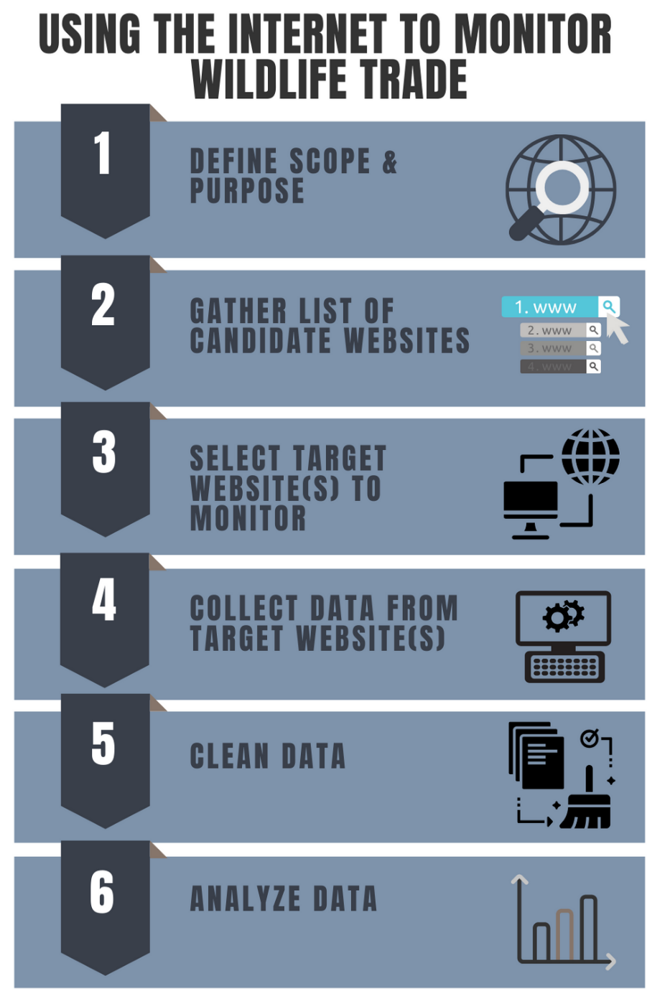 USING THE INTERNET TO MONITOR
WILDLIFE TRADE
1
DEFINE SCOPE &
PURPOSE
2
GATHER LIST OF
CANDIDATE WEBSITES
1. www
2. www
3. www
4. www
3
SELECT TARGET
WEBSITE(S) TO
MONITOR
4
COLLECT DATA FROM
TARGET WEBSITE(S)
5
CLEAN DATA
6
ANALYZE DATA